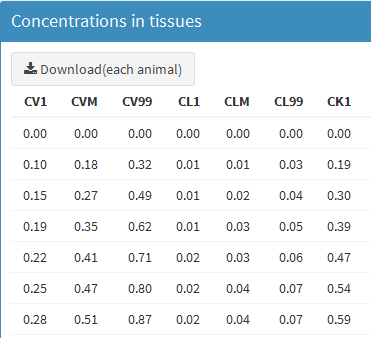 Concentrations in tissues
Download(each animal)
CV1 CVM CV99 CL1 CLM CL99 CK1
0.00 0.00 0.00 0.00 0.00 0.00 0.00
0.10 0.18 0.32 0.01 0.01 0.03 0.19
0.15 0.27 0.49 0.01 0.02 0.04 0.30
0.19 0.35 0.62 0.01 0.03 0.05 0.39
0.22 0.41 0.71 0.02 0.03 0.06 0.47
0.25 0.47 0.80 0.02 0.04 0.07 0.54
0.28 0.51 0.87 0.02 0.04 0.07 0.59